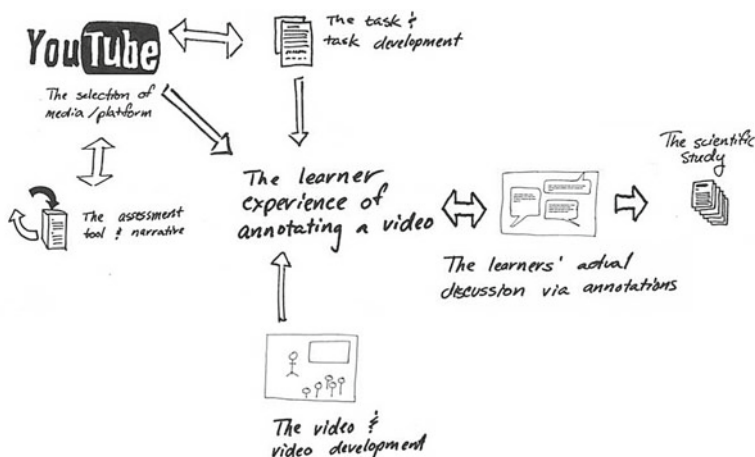 YouTube
The selection of
media/platform
The task &
task development
The assessment
tool & narrative
The learner
experience of
annotating a video
The learners' actual
discussion via annotations
The scientific
study
The video &
video development